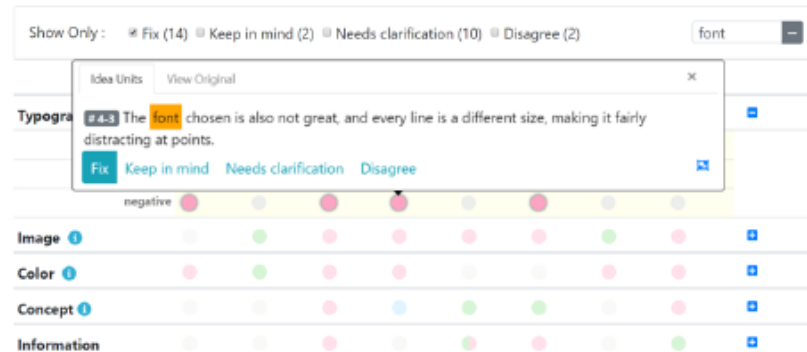 Show Only : Fix (14) Keep in mind (2) Needs clarification (10) Disagree (2) font
Idea Units View Original ×
Typogra
#4-3 The font chosen is also not great, and every line is a different size, making it fairly
distracting at points.
Fix Keep in mind Needs clarification Disagree
negative
Image
Color
Concept
Information